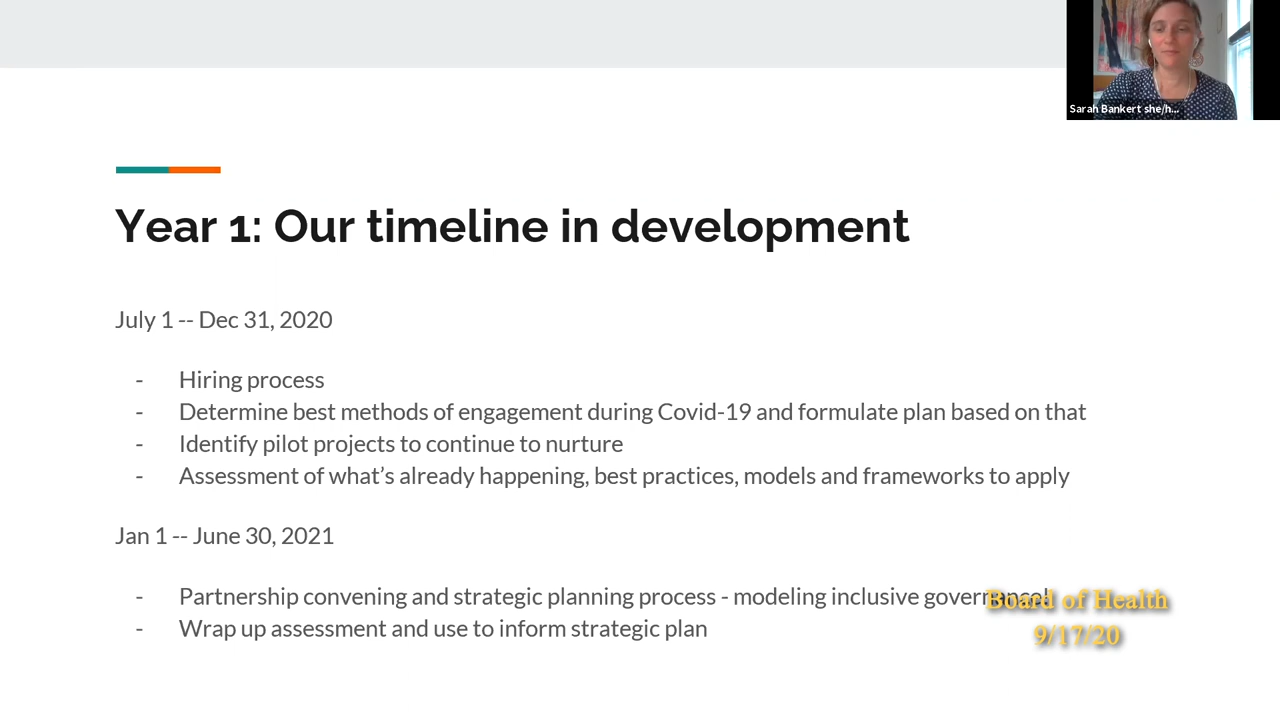 Sarah Bankert she/h...
Year 1: Our timeline in development
July 1 -- Dec 31, 2020
- Hiring process
- Determine best methods of engagement during Covid-19 and formulate plan based on that
- Identify pilot projects to continue to nurture
- Assessment of what's already happening, best practices, models and frameworks to apply
Jan 1 -- June 30, 2021
- Partnership convening and strategic planning process - modeling inclusive
- Wrap up assessment and use to inform strategic plan
Board of Health
9/17/20